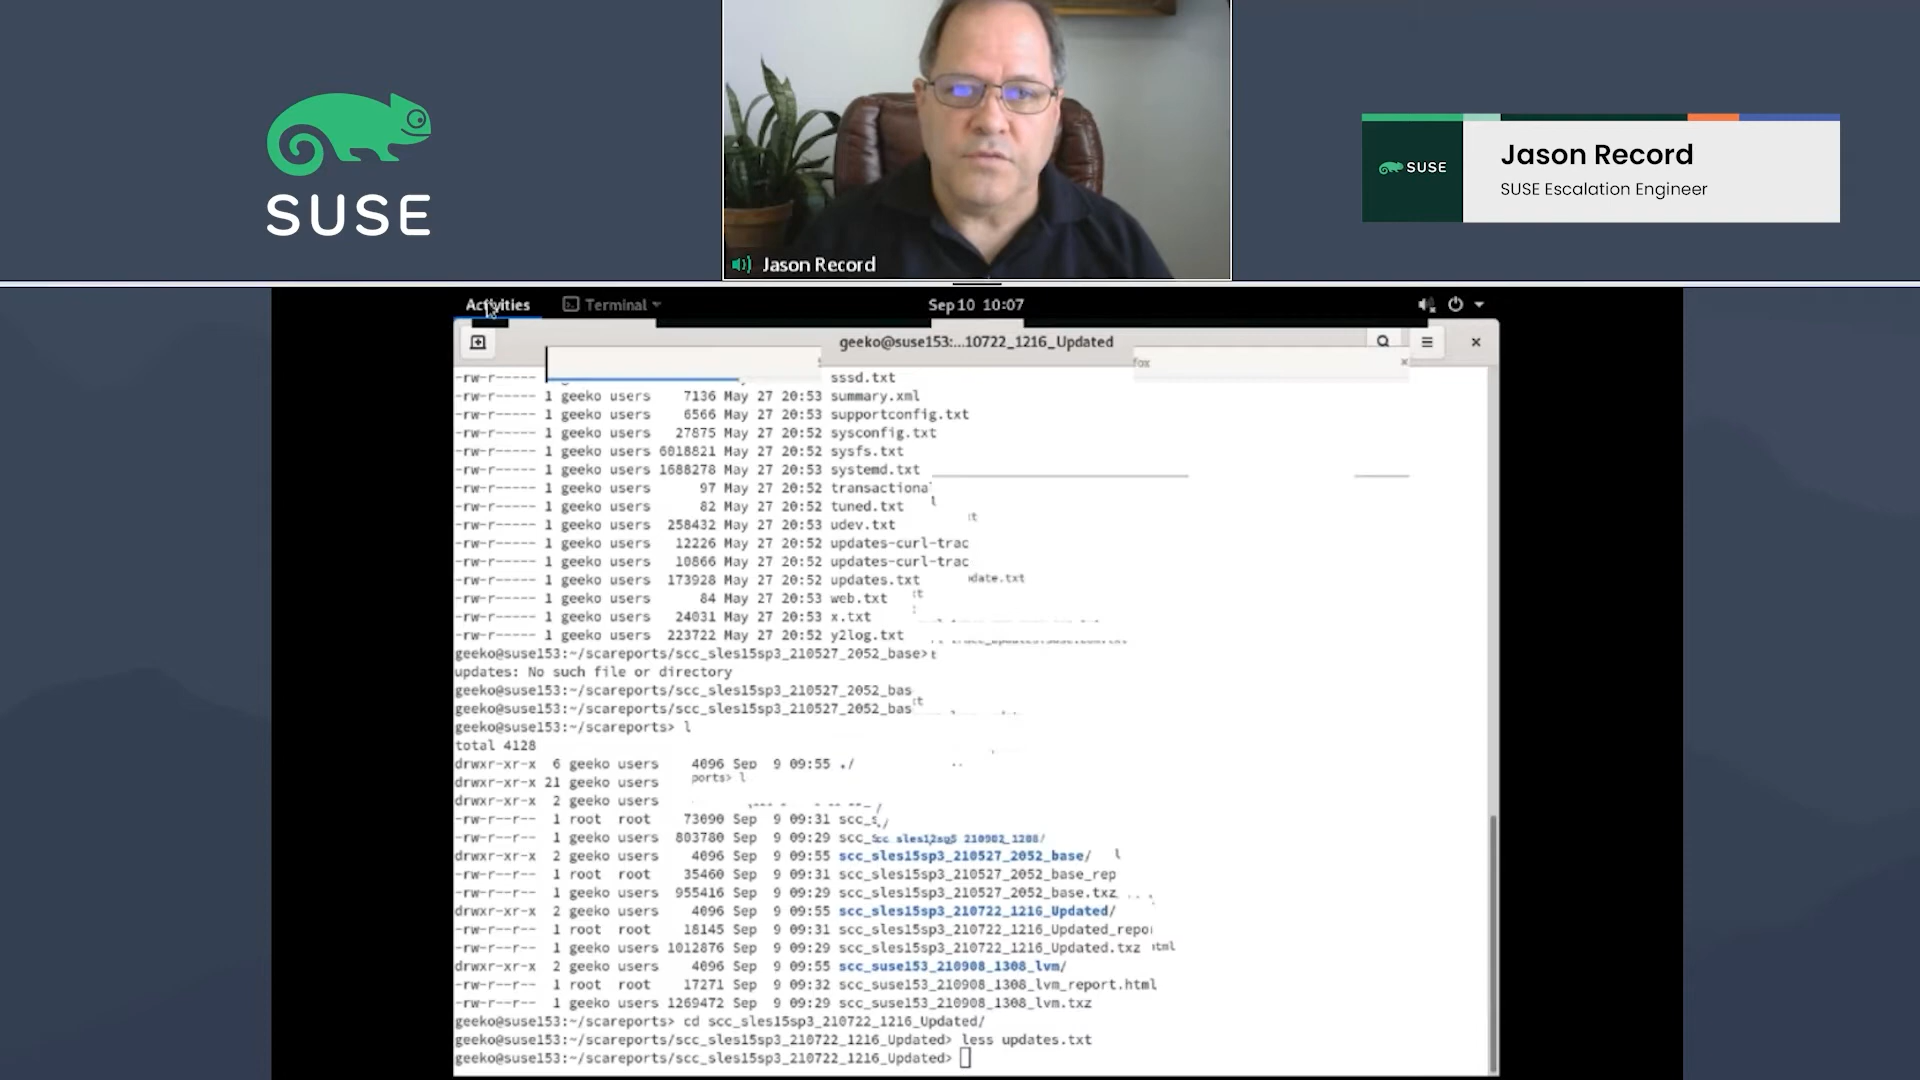 SUSE
Jason Record
SUSE
Jason Record
SUSE Escalation Engineer
Activities
Terminal
Sep 10 10:07
geeko@suse153:...10722_1216_Updated
fox
-rw-r----- 1 geeko users sssd.txt
-rw-r----- 1 geeko users 7136 May 27 20:53 summary.xml
-rw-r----- 1 geeko users 6566 May 27 20:53 supportconfig.txt
-rw-r----- 1 geeko users 27875 May 27 20:52 sysconfig.txt
-rw-r----- 1 geeko users 6018821 May 27 20:52 sysfs.txt
-rw-r----- 1 geeko users 1688278 May 27 20:53 systemd.txt
-rw-r----- 1 geeko users 97 May 27 20:52 transactional
-rw-r----- 1 geeko users 82 May 27 20:52 tuned.txt
-rw-r----- 1 geeko users 258432 May 27 20:53 udev.txt
-rw-r----- 1 geeko users 12226 May 27 20:52 updates-curl-trac
-rw-r----- 1 geeko users 10866 May 27 20:52 updates-curl-trac
-rw-r----- 1 geeko users 173928 May 27 20:52 updates.txt date.txt
-rw-r----- 1 geeko users 84 May 27 20:53 web.txt
-rw-r----- 1 geeko users 24031 May 27 20:53 x.txt
-rw-r----- 1 geeko users 223722 May 27 20:52 y2log.txt
geeko@suse153:~/scareports/scc_sles15sp3_210527_2052_base>
updates: No such file or directory
geeko@suse153:~/scareports/scc_sles15sp3_210527_2052_bas
geeko@suse153:~/scareports/scc_sles15sp3_210527_2052_bas
geeko@suse153:~/scareports> l
total 4128
drwxr-xr-x 6 geeko users 4096 Sep 9 09:55 ./
drwxr-xr-x 21 geeko users ports> l
drwxr-xr-x 2 geeko users
-rw-r--r-- 1 root root 73090 Sep 9 09:31 scc_s
-rw-r--r-- 1 geeko users 803780 Sep 9 09:29 scc_
drwxr-xr-x 2 geeko users 4096 Sep 9 09:55 scc_sles15sp3_210527_2052_base/
-rw-r--r-- 1 root root 35460 Sep 9 09:31 scc_sles15sp3_210527_2052_base_rep
-rw-r--r-- 1 geeko users 955416 Sep 9 09:29 scc_sles15sp3_210527_2052_base.txz
drwxr-xr-x 2 geeko users 4096 Sep 9 09:55 scc_sles15sp3_210722_1216_Updated/
-rw-r--r-- 1 root root 18145 Sep 9 09:31 scc_sles15sp3_210722_1216_Updated_repo
-rw-r--r-- 1 geeko users 1012876 Sep 9 09:29 scc_sles15sp3_210722_1216_Updated.txz html
drwxr-xr-x 2 geeko users 4096 Sep 9 09:55 scc_suse153_210908_1308_lvm/
-rw-r--r-- 1 root root 17271 Sep 9 09:32 scc_suse153_210908_1308_lvm_report.html
-rw-r--r-- 1 geeko users 1269472 Sep 9 09:29 scc_suse153_210908_1308_lvm.txz
geeko@suse153:~/scareports> cd scc_sles15sp3_210722_1216_Updated/
geeko@suse153:~/scareports/scc_sles15sp3_210722_1216_Updated> less updates.txt
geeko@suse153:~/scareports/scc_sles15sp3_210722_1216_Updated>